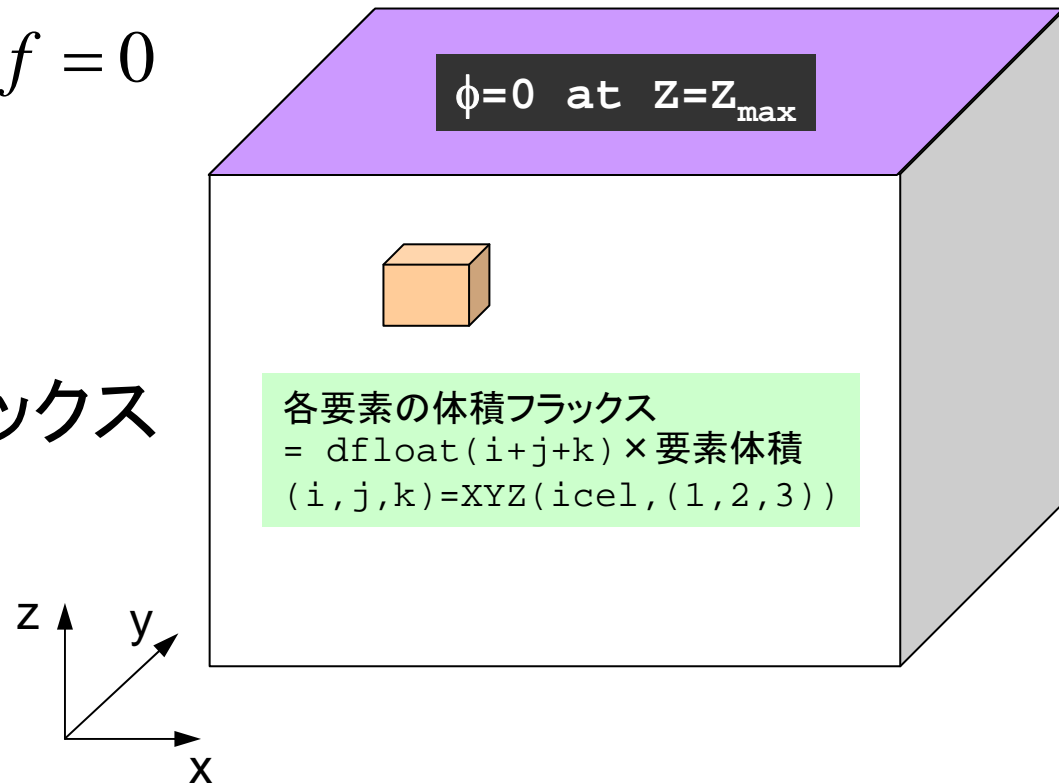 f = 0
φ=0 at Z=Zmax
ックス
各要素の体積フラックス
= dfloat(i+j+k)×要素体積
(i,j,k)=XYZ(icel,(1,2,3))
z
y
x